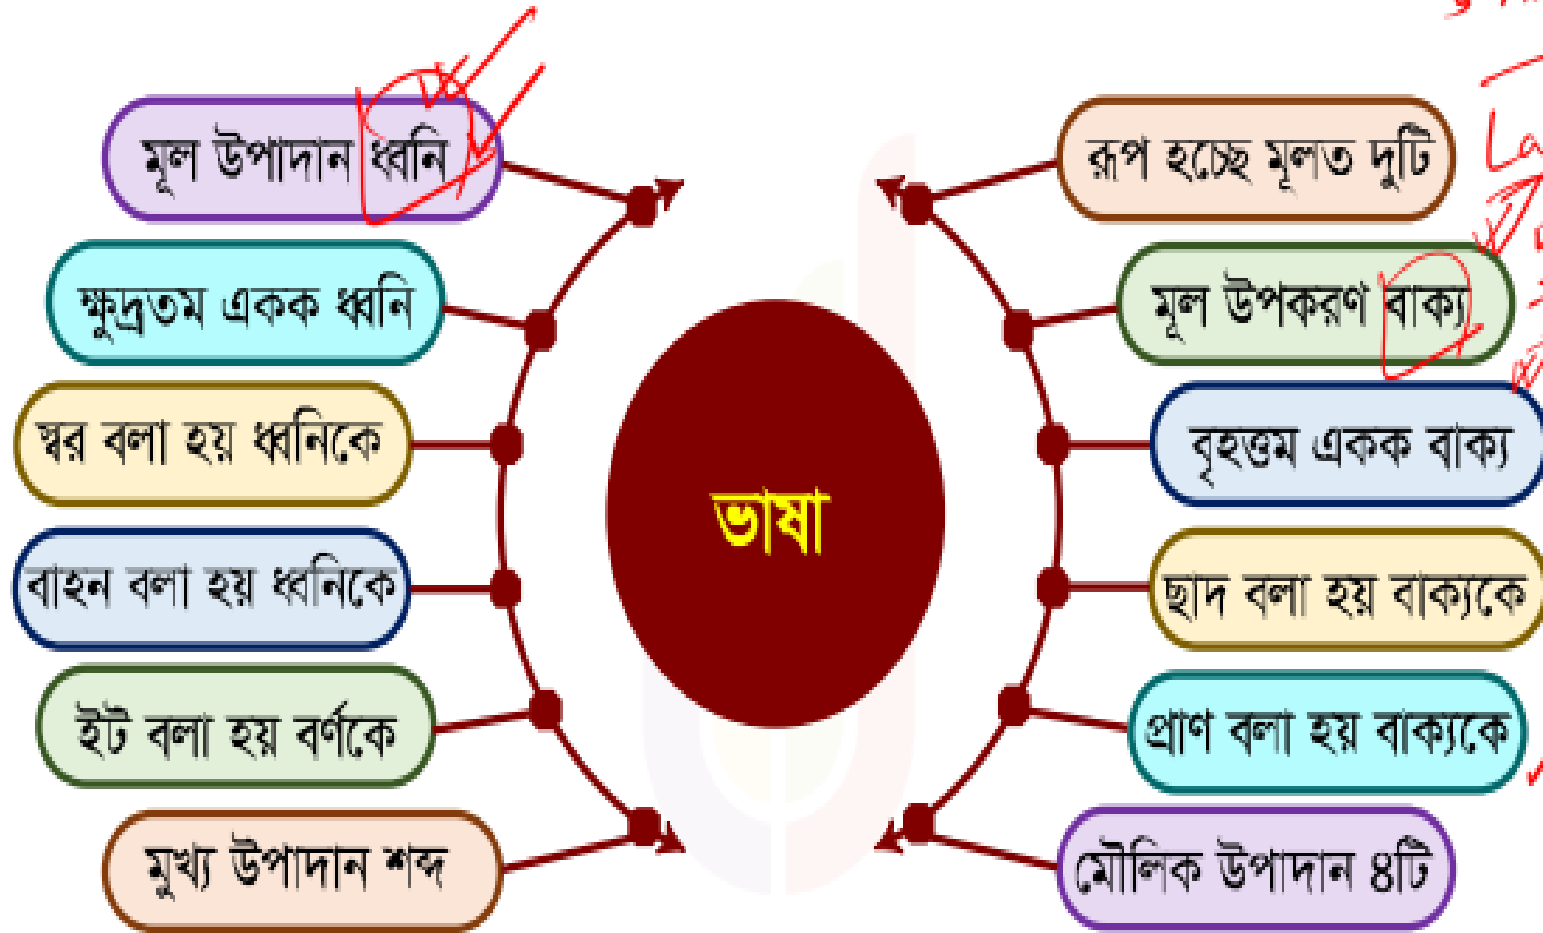 মূল উপাদান ধ্বনি
ক্ষুদ্রতম একক ধ্বনি
স্বর বলা হয় ধ্বনিকে
বাহন বলা হয় ধ্বনিকে
ইট বলা হয় বর্ণকে
মুখ্য উপাদান শব্দ
ভাষা
রূপ হচ্ছে মূলত দুটি
মূল উপকরণ বাক্য
বৃহত্তম একক বাক্য
ছাদ বলা হয় বাক্যকে
প্রাণ বলা হয় বাক্যকে
মৌলিক উপাদান ৪টি
La